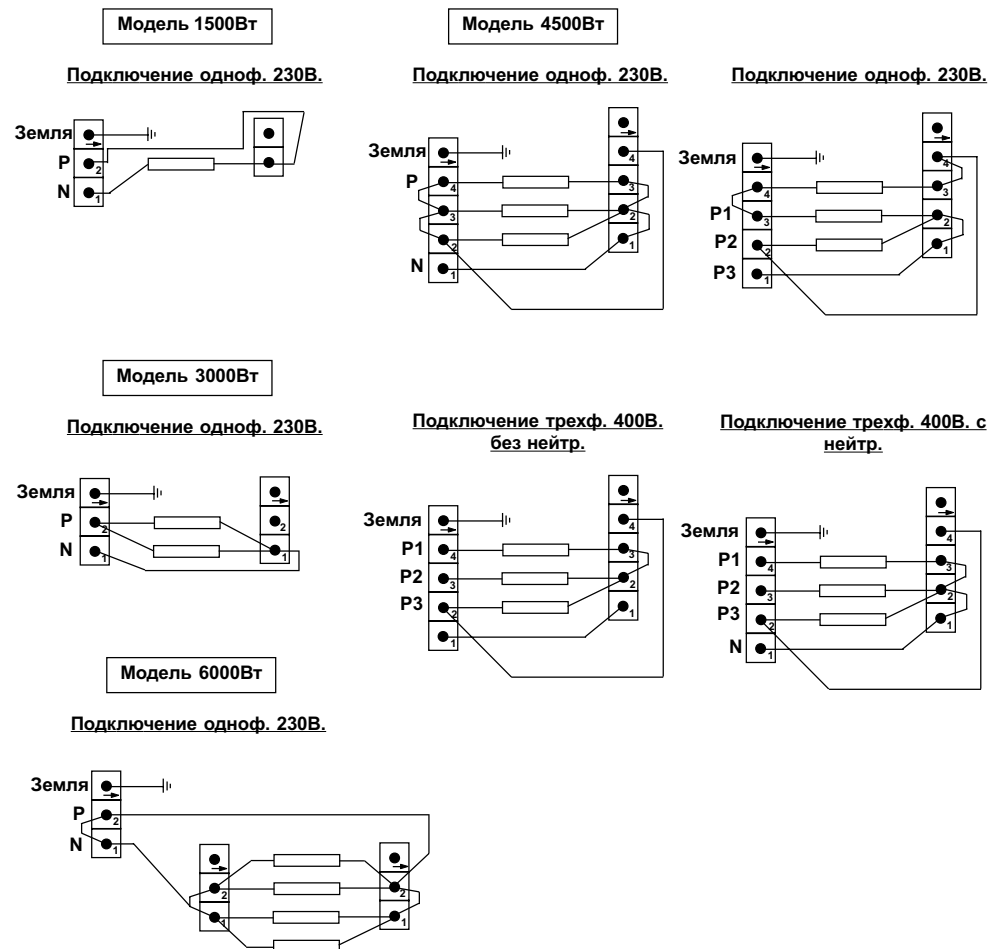 Модель 1500Вт
Подключение одноф. 230В.
Земля
P
2
N
1
Модель 4500Вт
Подключение одноф. 230В.
Земля
P
4
3
2
N
1
4
3
2
1
Подключение одноф. 230В.
Земля
4
P1
3
P2
2
P3
1
4
3
2
1
Модель 3000Вт
Подключение одноф. 230В.
Земля
P
2
N
1
2
1
Подключение трехф. 400В.
без нейтр.
Земля
P1
4
P2
3
P3
2
1
4
3
2
1
Подключение трехф. 400В. с
нейтр.
Земля
P1
4
P2
3
P3
2
N
1
4
3
2
1
Модель 6000Вт
Подключение одноф. 230В.
Земля
P
2
N
1
2
1
2
1